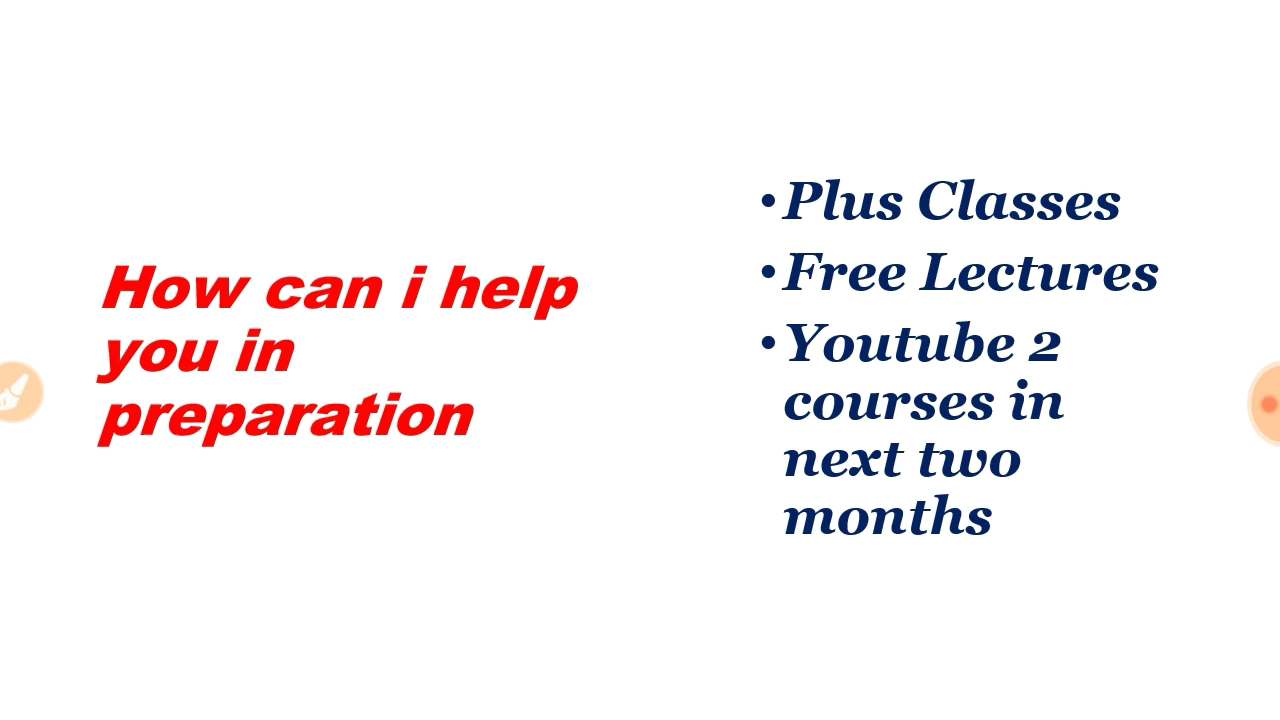 How can i help
you in
preparation
•Plus Classes
•Free Lectures
•Youtube 2
courses in
next two
months